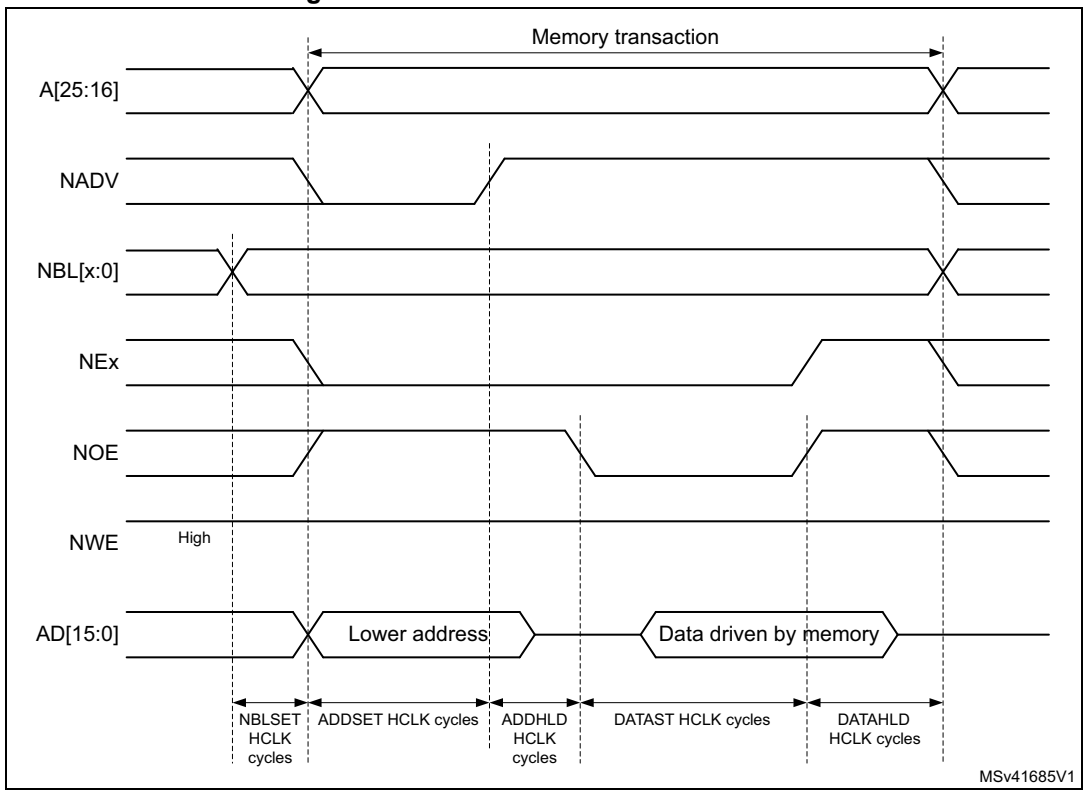 Memory transaction
A[25:16]
NADV
NBL[x:0]
NEx
NOE
NWE High
AD[15:0] Lower address Data driven by memory
NBLSET ADDSET HCLK cycles ADDHLD DATAST HCLK cycles DATAHLD
HCLK HCLK HCLK cycles
cycles cycles
MSv41685V1